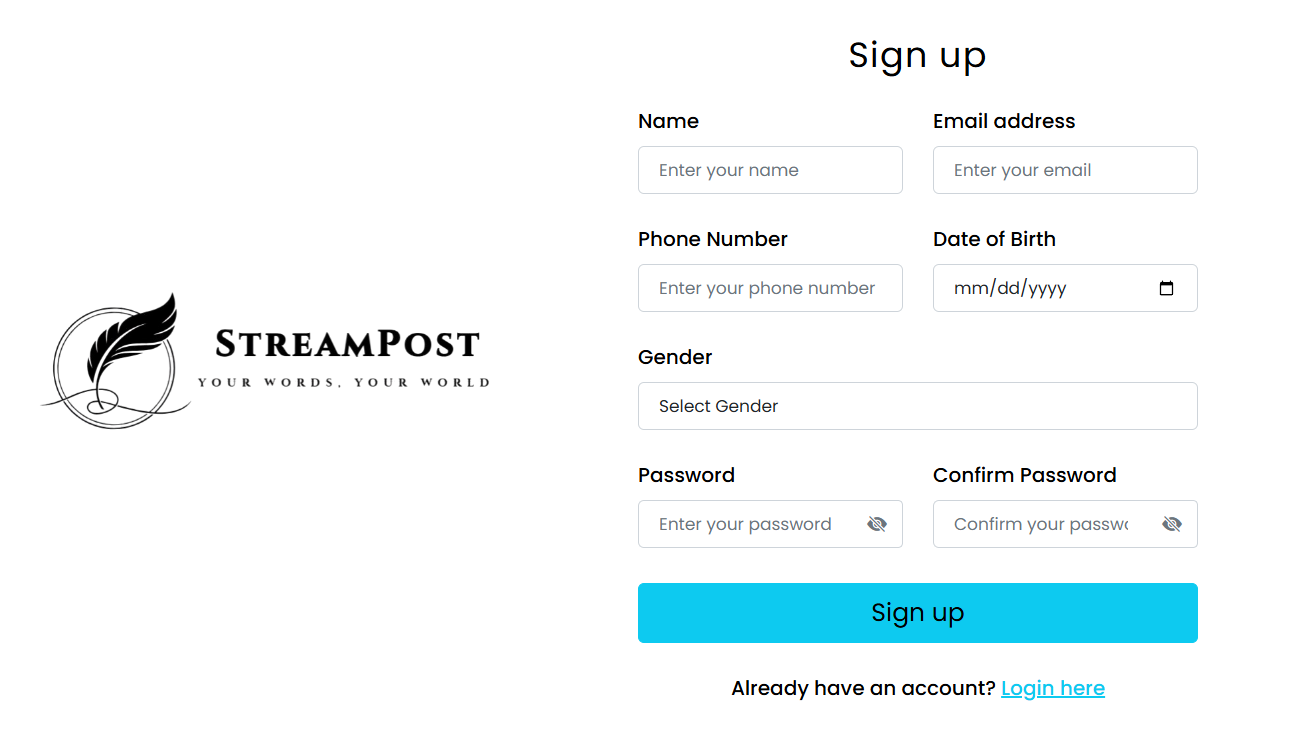 Sign up
Name
Email address
Enter your name
Enter your email
Phone Number
Date of Birth
Enter your phone number
mm/dd/yyyy
STREAMPOST
YOUR WORDS, YOUR WORLD
Gender
Select Gender
Password
Confirm Password
Enter your password
Confirm your passwo
Sign up
Already have an account? Login here